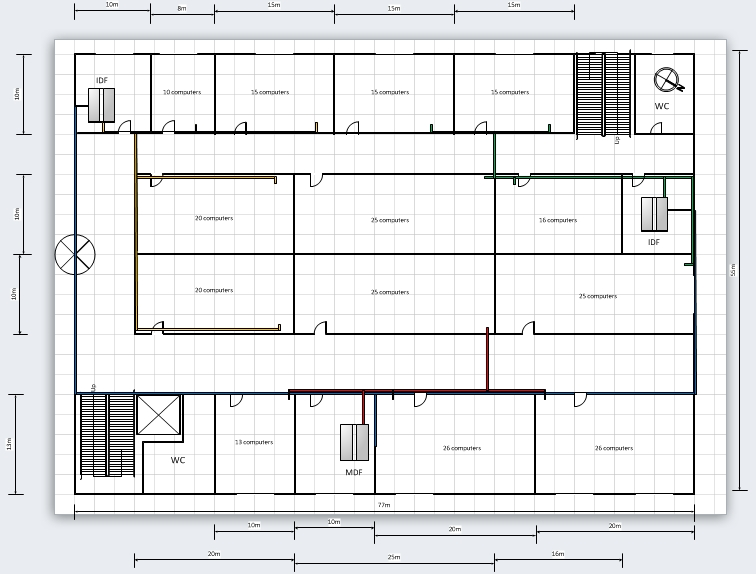 10m
8m
15m
15m
15m
IDF
10 computers
15 computers
15 computers
15 computers
WC
N
10m
Up
10m
20 computers
25 computers
16 computers
IDF
55m
10m
20 computers
25 computers
25 computers
Up
13m
13 computers
26 computers
26 computers
WC
MDF
77m
10m
10m
20m
20m
20m
25m
16m